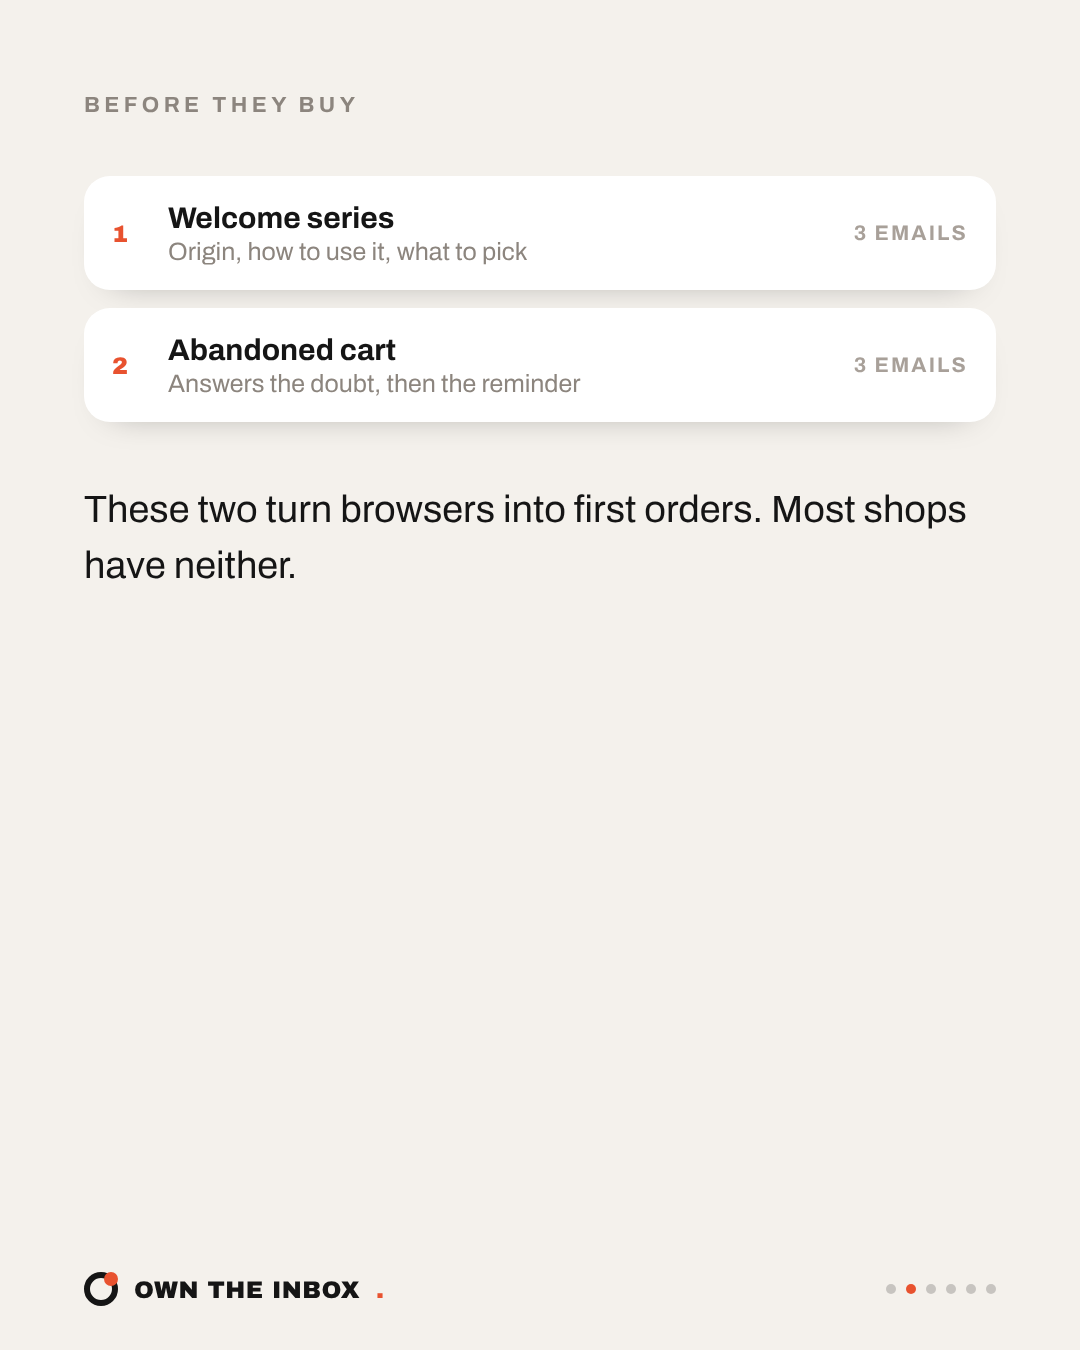 BEFORE THEY BUY
1
Welcome series
Origin, how to use it, what to pick
3 EMAILS
2
Abandoned cart
Answers the doubt, then the reminder
3 EMAILS
These two turn browsers into first orders. Most shops
have neither.
OWN THE INBOX .